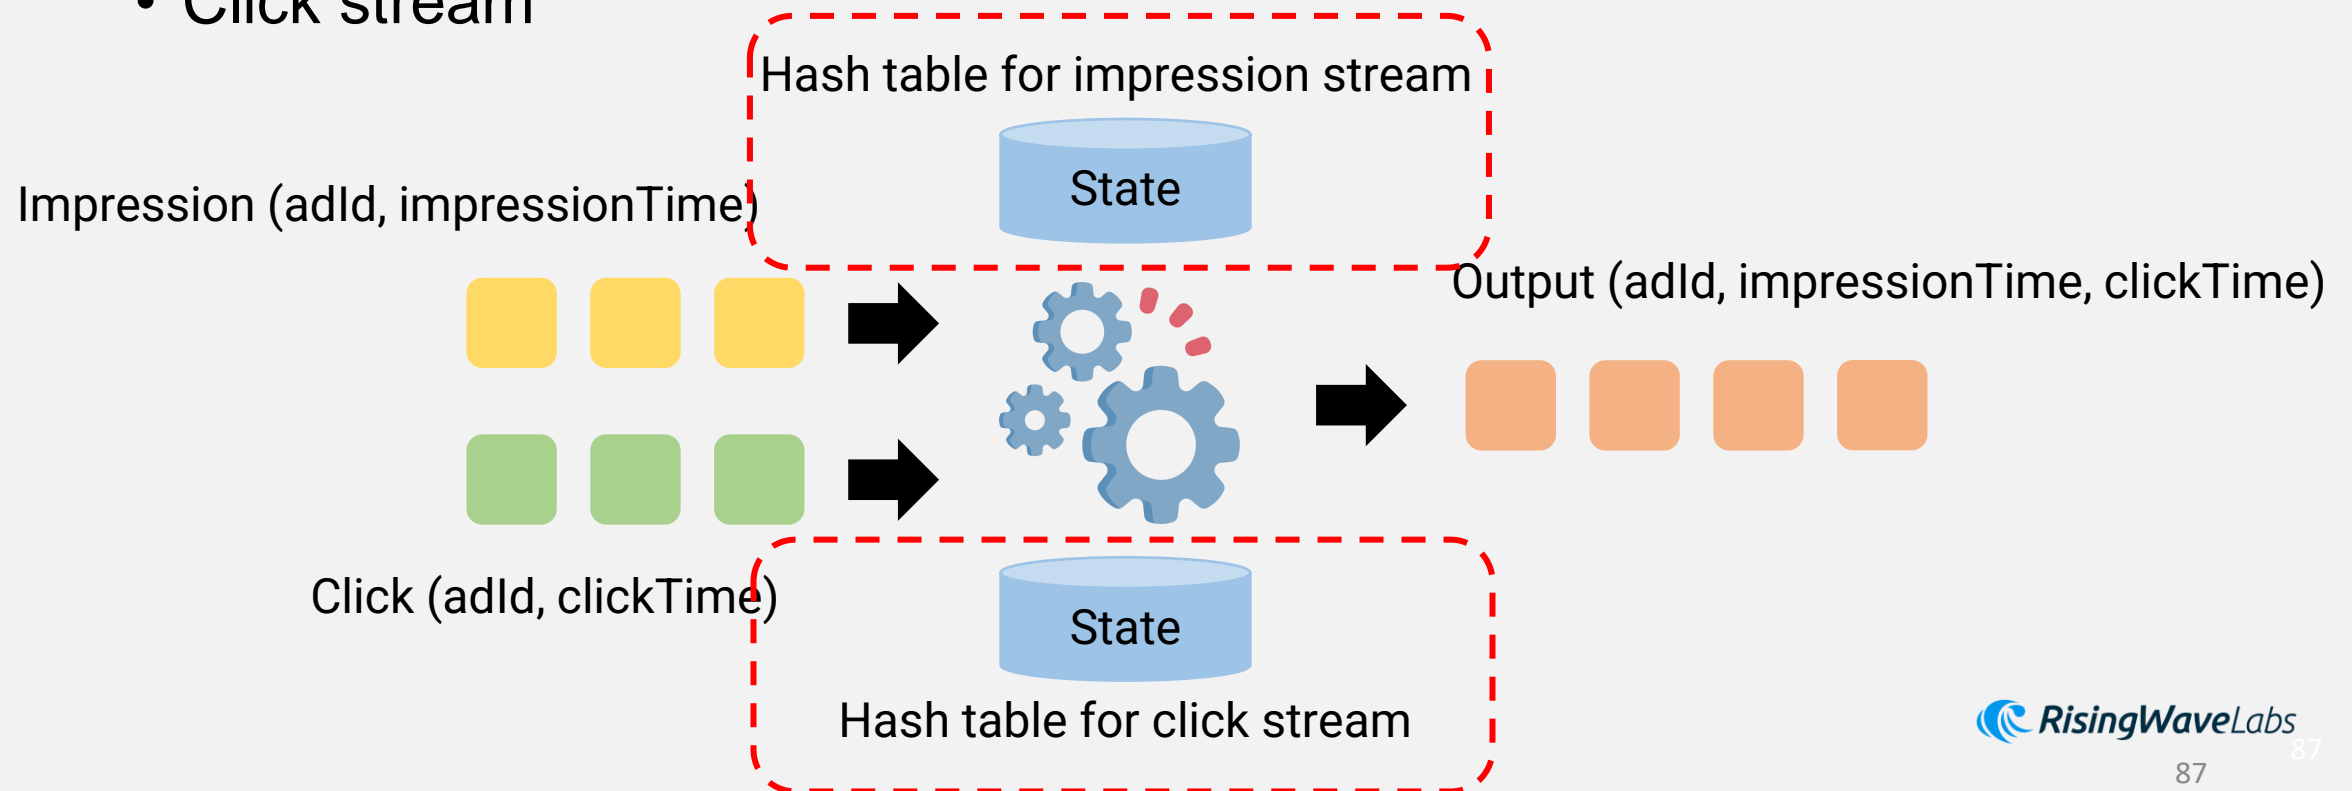 • Click stream
Hash table for impression stream
State
Impression (adId, impressionTime)
Output (adId, impressionTime, clickTime)
Click (adId, clickTime)
State
Hash table for click stream
RisingWaveLabs
87
87